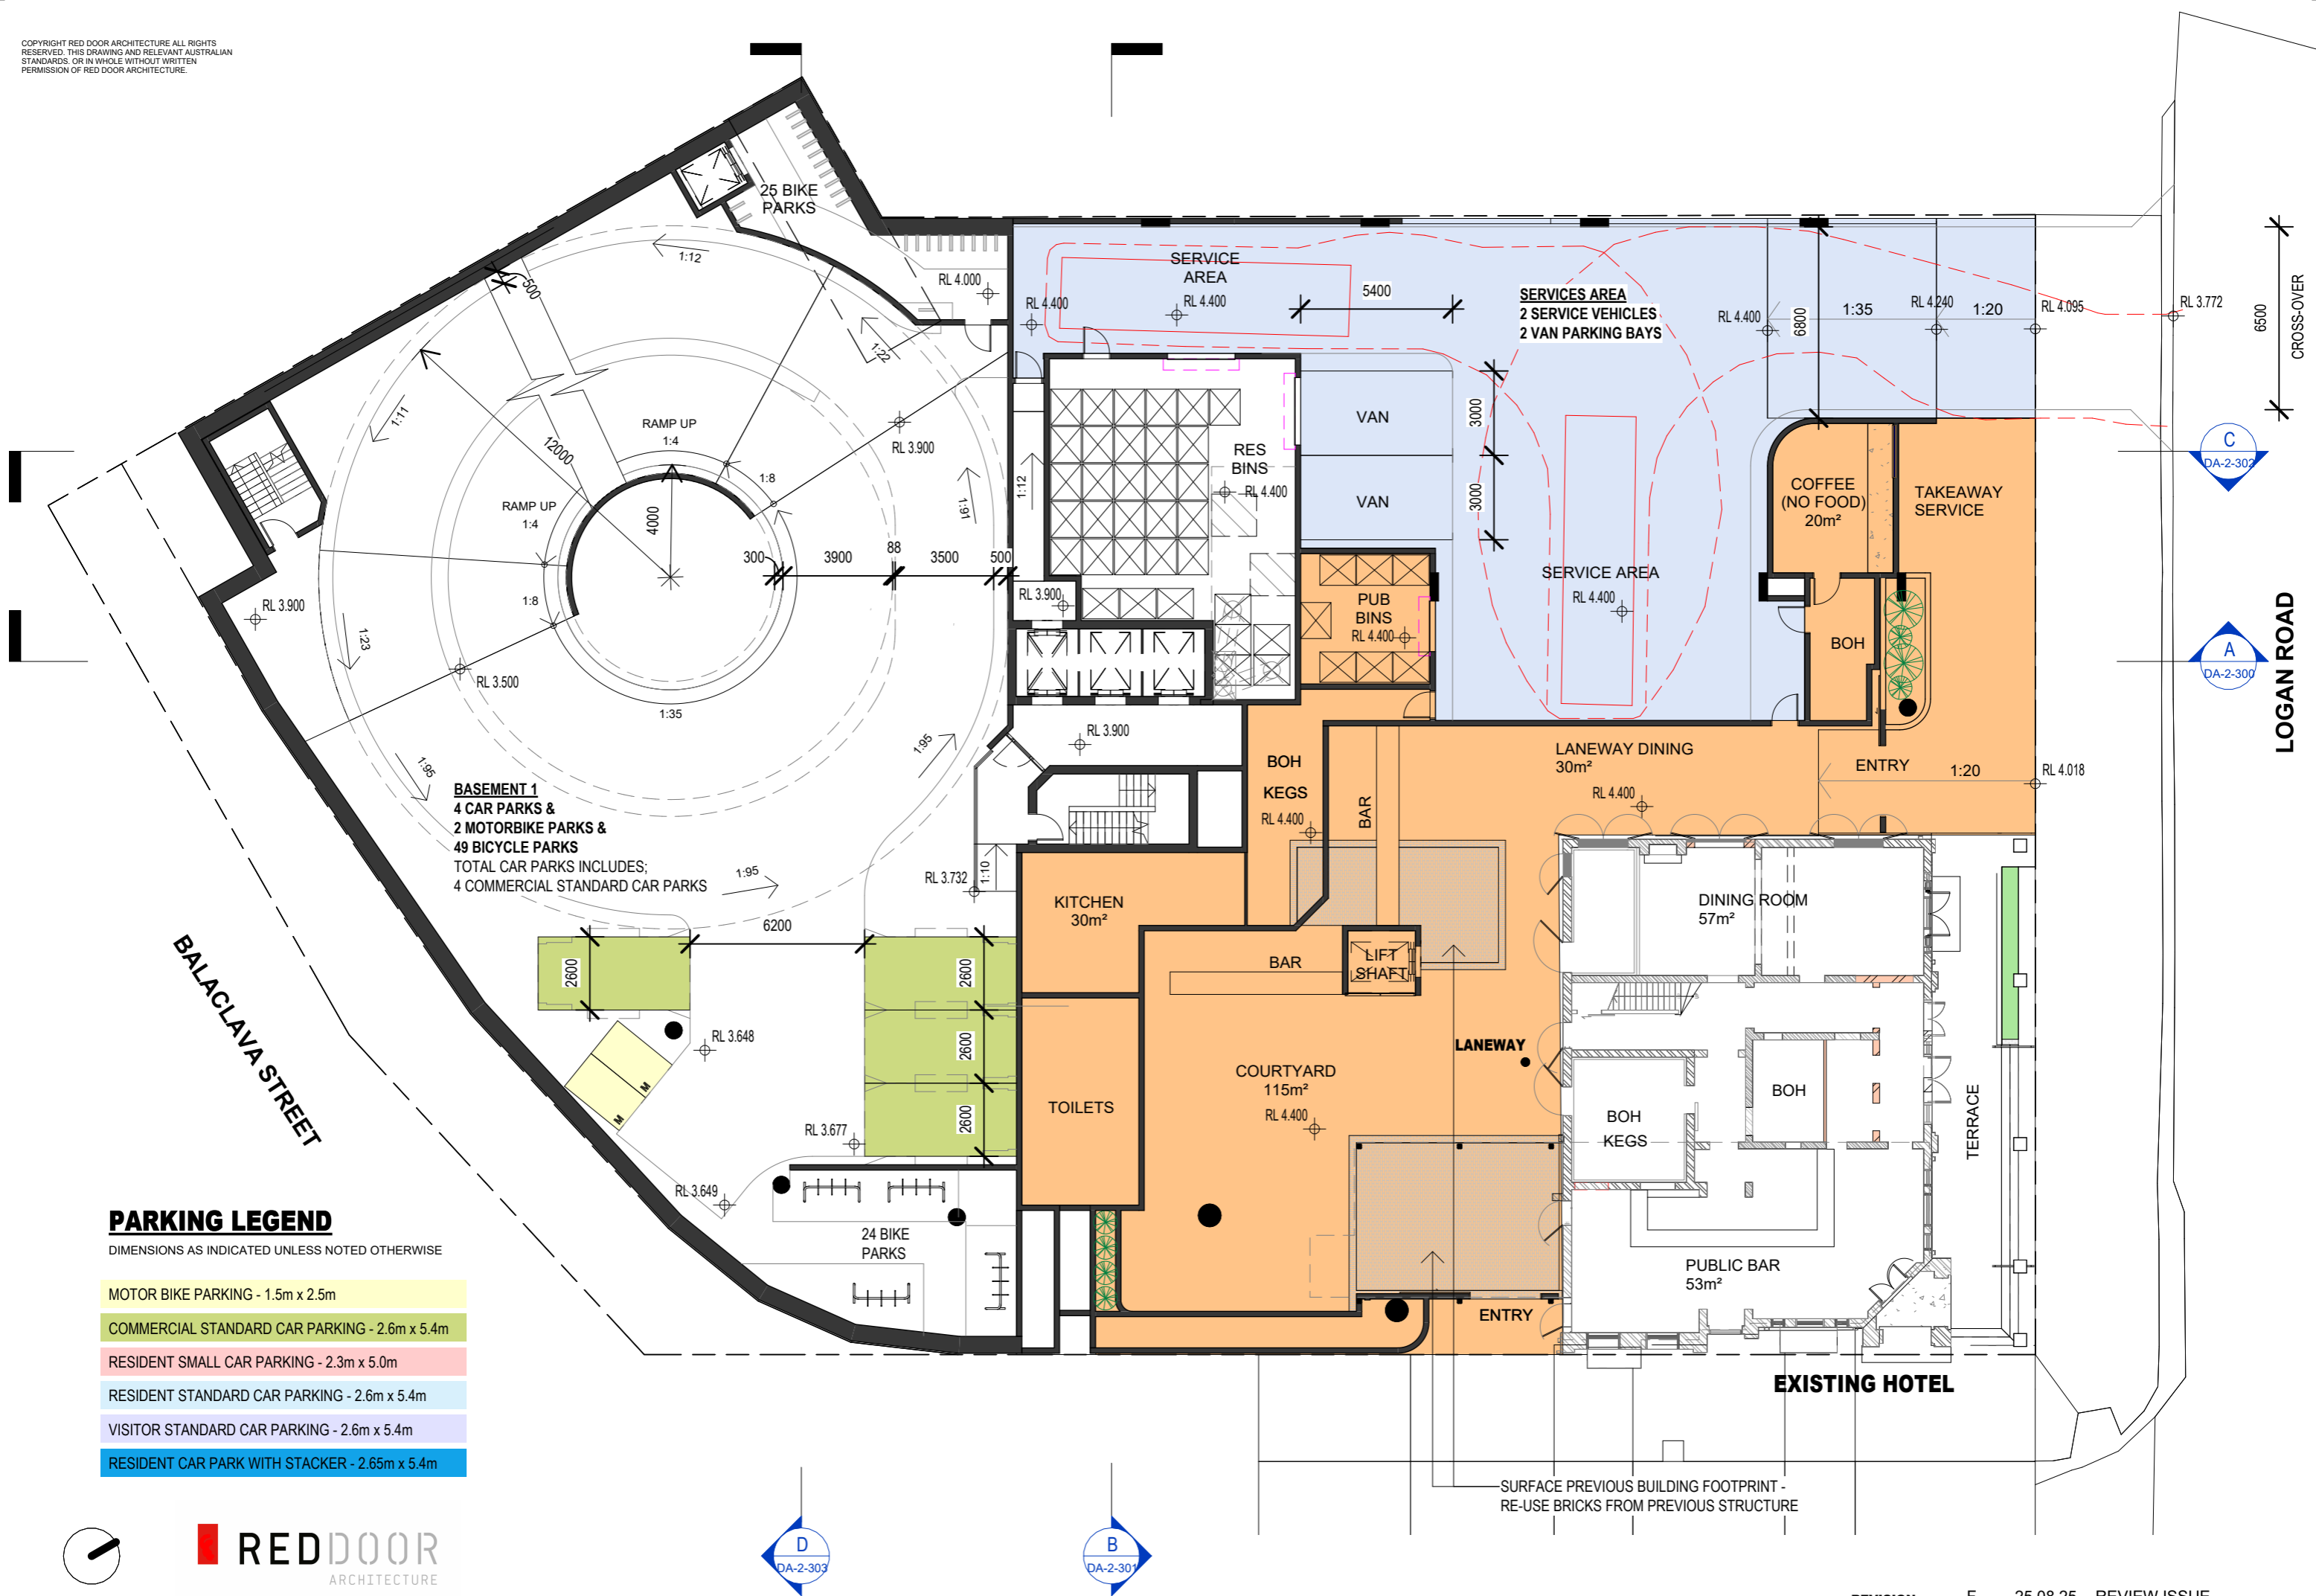 COPYRIGHT RED DOOR ARCHITECTURE ALL RIGHTS
RESERVED. THIS DRAWING AND RELEVANT AUSTRALIAN
STANDARDS. OR IN WHOLE WITHOUT WRITTEN
PERMISSION OF RED DOOR ARCHITECTURE.
25 BIKE
PARKS
1:12
500
RL 4.000
1:22
1:11
12000
RAMP UP
1:4
1:8
RL 3.900
RAMP UP
1:4
1:8
4000
300
3900
88
3500
500
1:91
1:12
RL 3.900
1:23
RL 3.500
1:35
1:95
1:95
RL 3.900
RL 3.900
SERVICE
AREA
RL 4.400
RL 4.400
5400
SERVICES AREA
2 SERVICE VEHICLES
2 VAN PARKING BAYS
RL 4.400
6800
1:35
RL 4.240
1:20
RL 4.095
RL 3.772
6500
CROSS-OVER
VAN
3000
VAN
3000
RES
BINS
RL 4.400
PUB
BINS
RL 4.400
SERVICE AREA
RL 4.400
COFFEE
(NO FOOD)
20m²
TAKEAWAY
SERVICE
BOH
C
DA-2-302
A
DA-2-300
LOGAN ROAD
BASEMENT 1
4 CAR PARKS &
2 MOTORBIKE PARKS &
49 BICYCLE PARKS
TOTAL CAR PARKS INCLUDES;
4 COMMERCIAL STANDARD CAR PARKS
1:95
RL 3.732
1:10
6200
2600
2600
2600
2600
RL 3.648
M
M
RL 3.677
RL 3.649
24 BIKE
PARKS
BALACLAVA STREET
BOH
KEGS
RL 4.400
BAR
LANEWAY DINING
30m²
RL 4.400
ENTRY
1:20
RL 4.018
KITCHEN
30m²
BAR
LIFT
SHAFT
TOILETS
COURTYARD
115m²
RL 4.400
LANEWAY
DINING ROOM
57m²
BOH
KEGS
BOH
TERRACE
PUBLIC BAR
53m²
ENTRY
EXISTING HOTEL
SURFACE PREVIOUS BUILDING FOOTPRINT -
RE-USE BRICKS FROM PREVIOUS STRUCTURE
PARKING LEGEND
DIMENSIONS AS INDICATED UNLESS NOTED OTHERWISE
MOTOR BIKE PARKING - 1.5m x 2.5m
COMMERCIAL STANDARD CAR PARKING - 2.6m x 5.4m
RESIDENT SMALL CAR PARKING - 2.3m x 5.0m
RESIDENT STANDARD CAR PARKING - 2.6m x 5.4m
VISITOR STANDARD CAR PARKING - 2.6m x 5.4m
RESIDENT CAR PARK WITH STACKER - 2.65m x 5.4m
REDDOOR
ARCHITECTURE
D
DA-2-303
B
DA-2-301